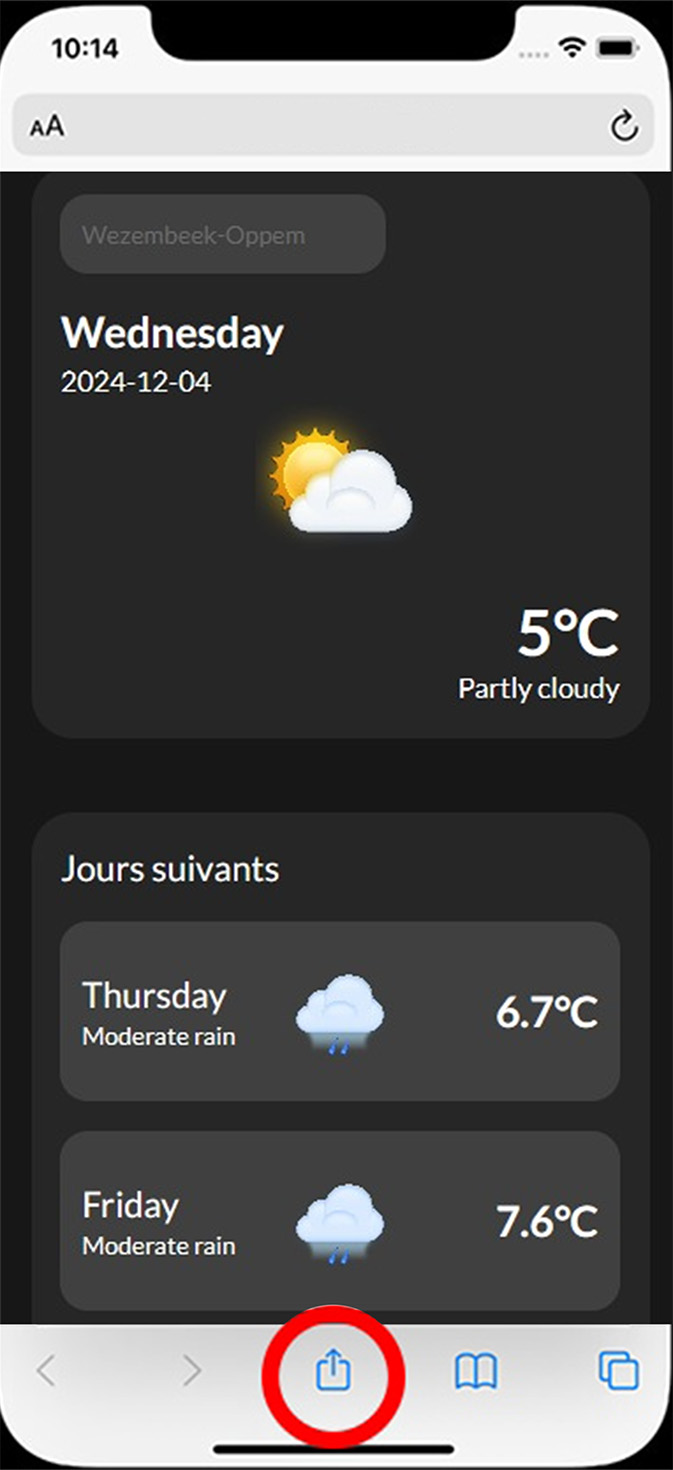 10:14
AA
Wezembeek-Oppem
Wednesday
2024-12-04
5°C
Partly cloudy
Jours suivants
Thursday
Moderate rain
6.7°C
Friday
Moderate rain
7.6°C